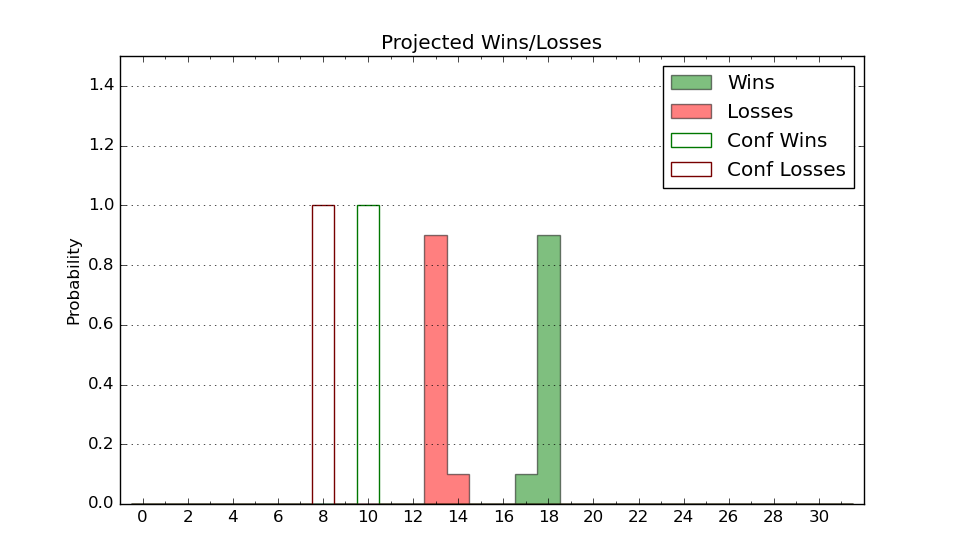 Projected Wins/Losses
Wins
Losses
Conf Wins
Conf Losses
Probability
1.4
1.2
1.0
0.8
0.6
0.4
0.2
0.0
0 2 4 6 8 10 12 14 16 18 20 22 24 26 28 30